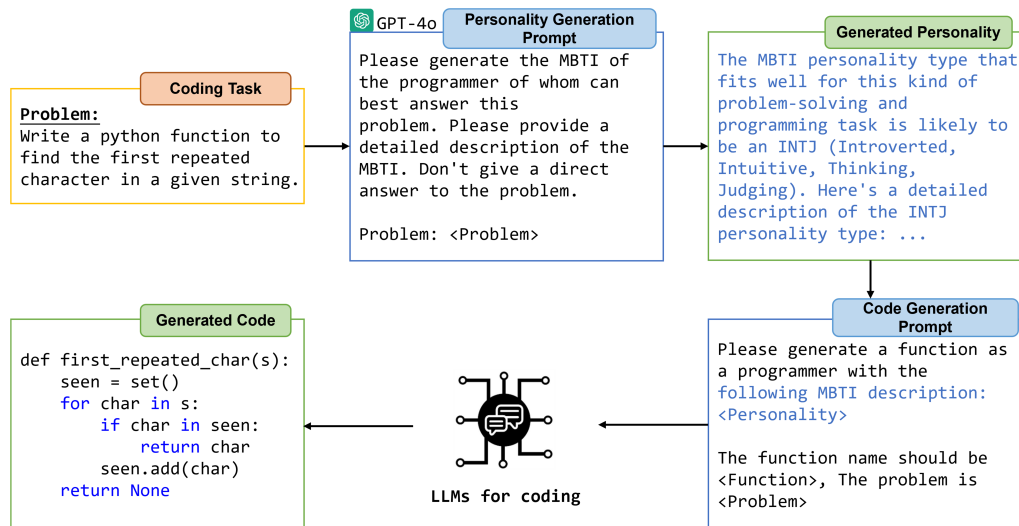 Coding Task
Problem:
Write a python function to
find the first repeated
character in a given string.
GPT-4o
Personality Generation
Prompt
Please generate the MBTI of
the programmer of whom can
best answer this
problem. Please provide a
detailed description of the
MBTI. Don't give a direct
answer to the problem.
Problem: <Problem>
Generated Personality
The MBTI personality type that
fits well for this kind of
problem-solving and
programming task is likely to
be an INTJ (Introverted,
Intuitive, Thinking,
Judging). Here's a detailed
description of the INTJ
personality type: ...
Code Generation
Prompt
Please generate a function as
a programmer with the
following MBTI description:
<Personality>
The function name should be
<Function>, The problem is
<Problem>
LLMs for coding
Generated Code
def first_repeated_char(s):
    seen = set()
    for char in s:
        if char in seen:
            return char
        seen.add(char)
    return None